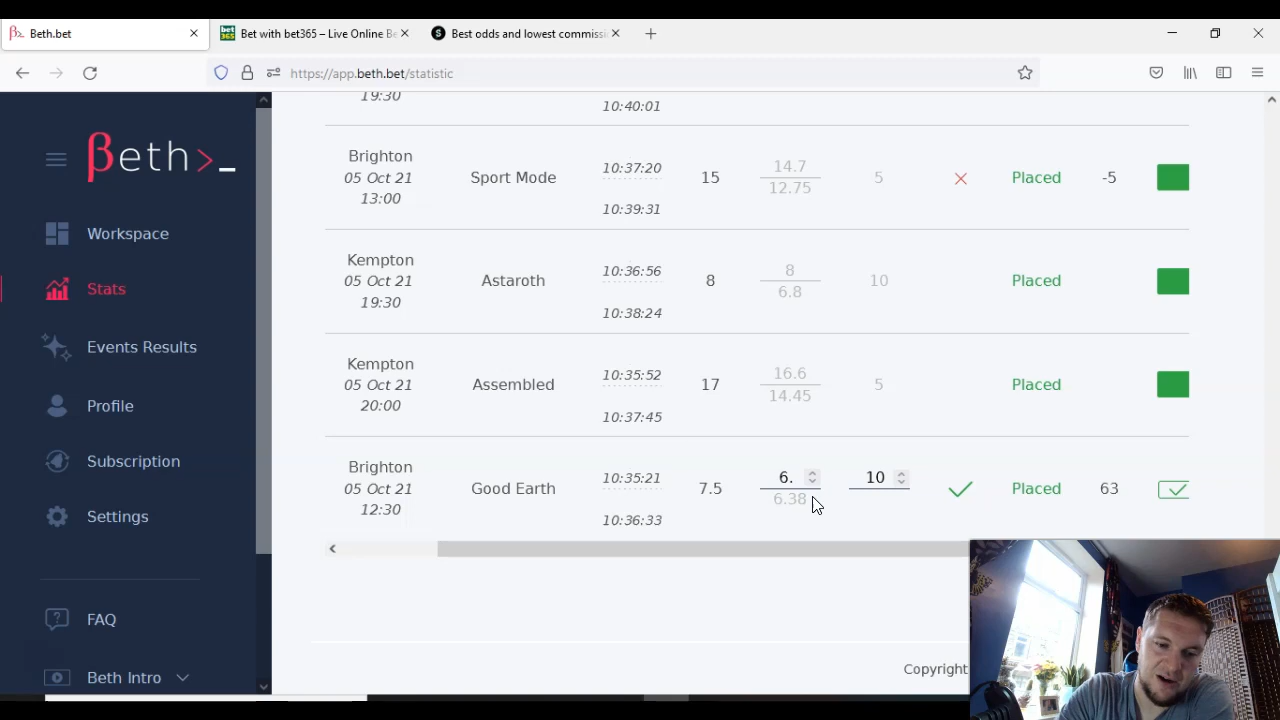 Beth.bet
Bet with bet365 – Live Online Be
Best odds and lowest commissi
https://app.beth.bet/statistic
βeth>_
Workspace
Stats
Events Results
Profile
Subscription
Settings
FAQ
Beth Intro
19:30
10:40:01
Brighton
05 Oct 21
13:00
Sport Mode
10:37:20
10:39:31
15
14.7
12.75
5
Placed
-5
Kempton
05 Oct 21
19:30
Astaroth
10:36:56
10:38:24
8
8
6.8
10
Placed
Kempton
05 Oct 21
20:00
Assembled
10:35:52
10:37:45
17
16.6
14.45
5
Placed
Brighton
05 Oct 21
12:30
Good Earth
10:35:21
10:36:33
7.5
6.
6.38
10
Placed
63
Copyright